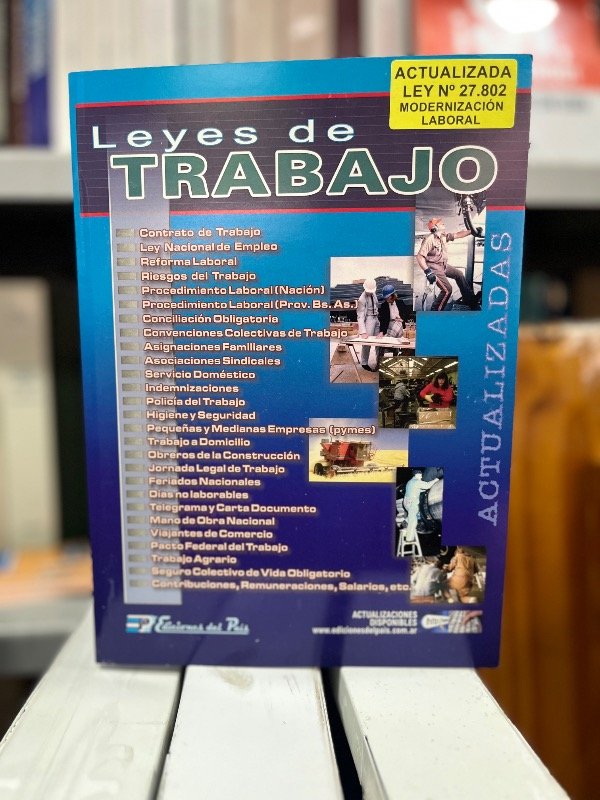 ACTUALIZADA
LEY Nº 27.802
MODERNIZACIÓN
LABORAL
Leyes de
TRABAJO
ACTUALIZADAS
Contrato de Trabajo
Ley Nacional de Empleo
Reforma Laboral
Riesgos del Trabajo
Procedimiento Laboral (Nación)
Procedimiento Laboral (Prov. Bs. As.)
Conciliación Obligatoria
Convenciones Colectivas de Trabajo
Asignaciones Familiares
Asociaciones Sindicales
Servicio Doméstico
Indemnizaciones
Policía del Trabajo
Higiene y Seguridad
Pequeñas y Medianas Empresas (pymes)
Trabajo a Domicilio
Obreros de la Construcción
Jornada Legal de Trabajo
Feriados Nacionales
Dias no laborables
Telegrama y Carta Documento
Mano de Obra Nacional
Viajantes de Comercio
Pacto Federal del Trabajo
Trabajo Agrario
Seguro Colectivo de Vida Obligatorio
Contribuciones, Remuneraciones, Salarios, etc.
Ediciones del País
ACTUALIZACIONES
DISPONIBLES
www.edicionesdelpais.com.ar